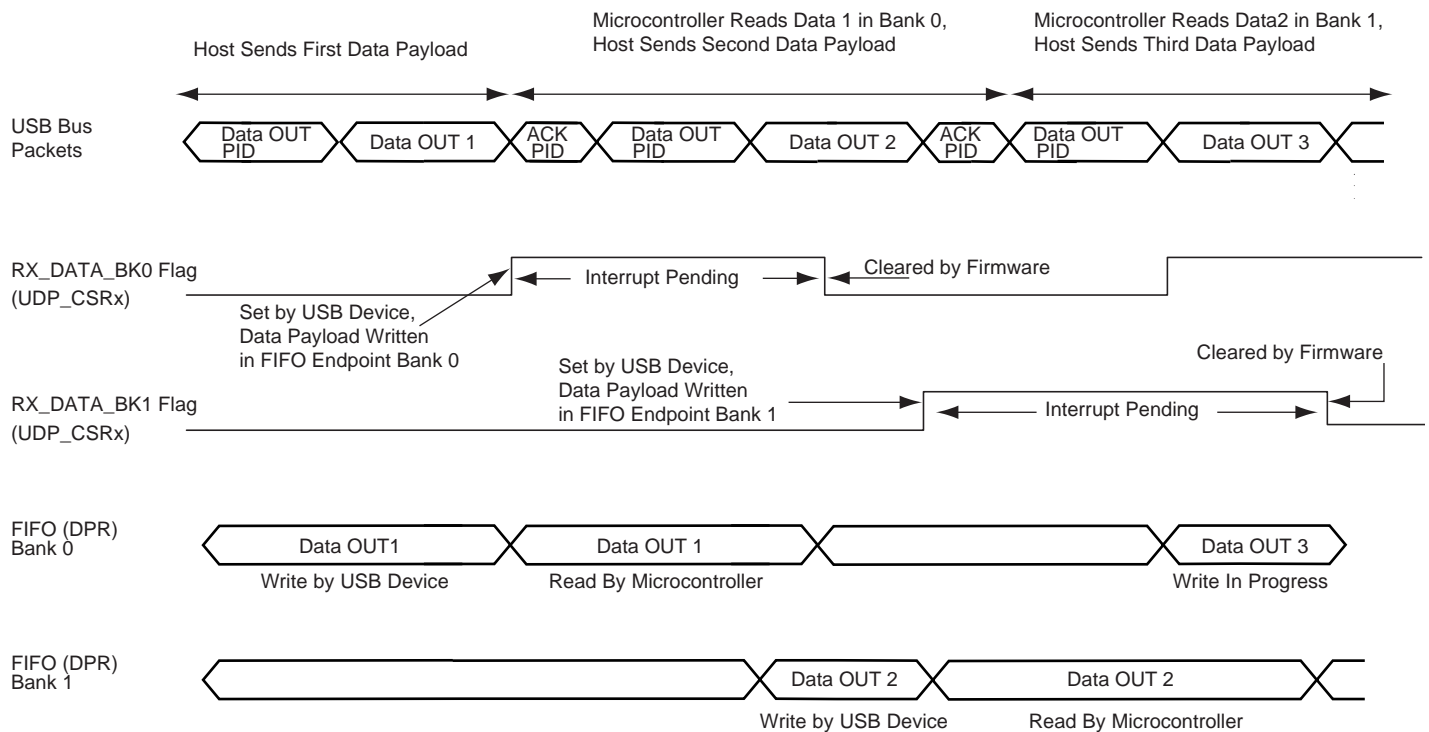 Host Sends First Data Payload
Microcontroller Reads Data 1 in Bank 0,
Host Sends Second Data Payload
Microcontroller Reads Data2 in Bank 1,
Host Sends Third Data Payload
USB Bus
Packets
Data OUT
PID
Data OUT 1
ACK
PID
Data OUT
PID
Data OUT 2
ACK
PID
Data OUT
PID
Data OUT 3
RX_DATA_BK0 Flag
(UDP_CSRx)
Interrupt Pending
Cleared by Firmware
Set by USB Device,
Data Payload Written
in FIFO Endpoint Bank 0
RX_DATA_BK1 Flag
(UDP_CSRx)
Set by USB Device,
Data Payload Written
in FIFO Endpoint Bank 1
Interrupt Pending
Cleared by Firmware
FIFO (DPR)
Bank 0
Data OUT1
Data OUT 1
Data OUT 3
Write by USB Device
Read By Microcontroller
Write In Progress
FIFO (DPR)
Bank 1
Data OUT 2
Data OUT 2
Write by USB Device
Read By Microcontroller